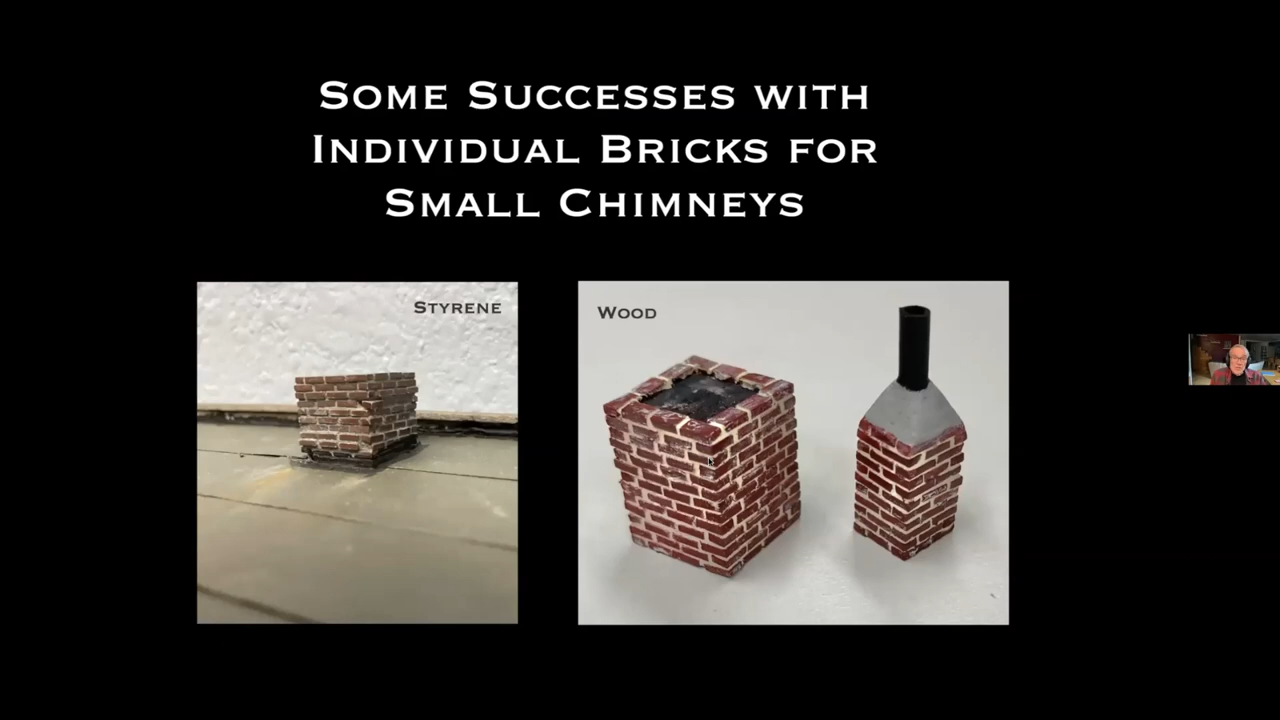 Some Successes with
Individual Bricks for
Small Chimneys
Styrene
Wood